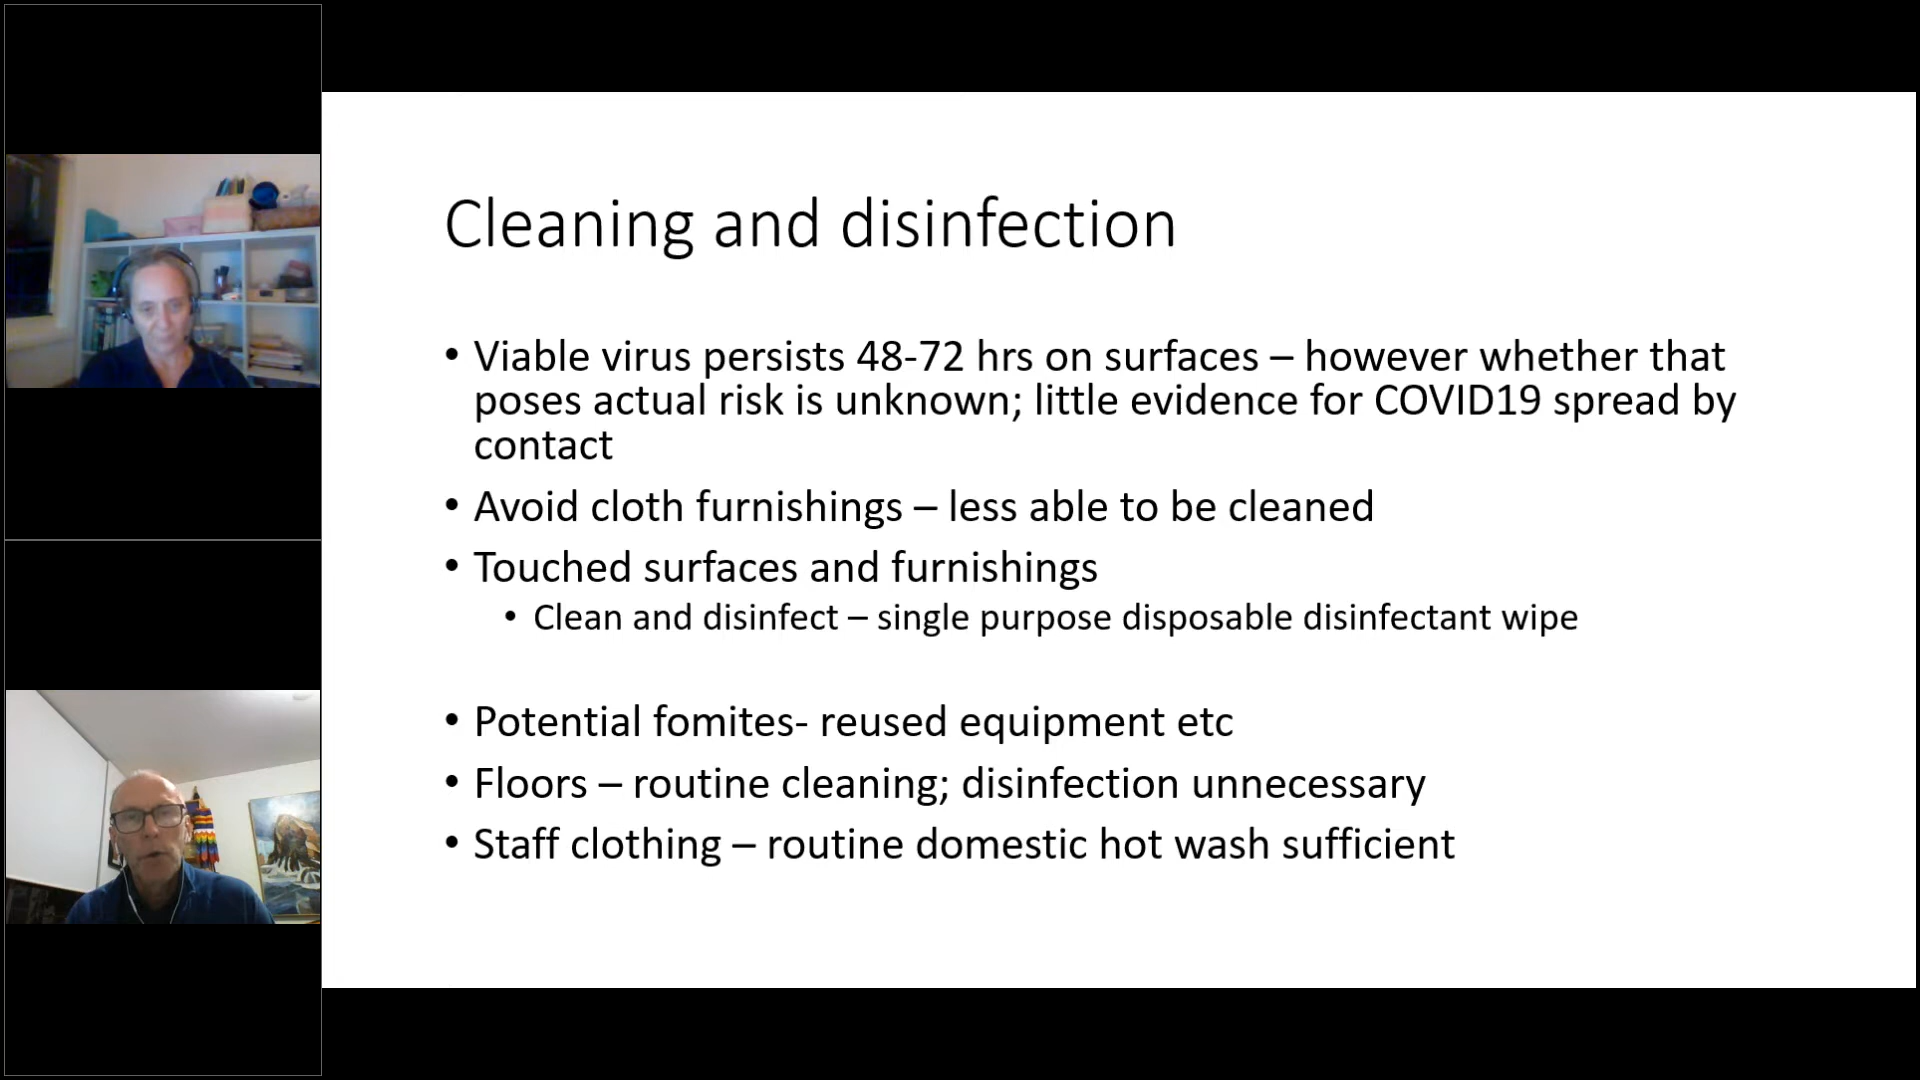 Cleaning and disinfection
• Viable virus persists 48-72 hrs on surfaces – however whether that
poses actual risk is unknown; little evidence for COVID19 spread by
contact
• Avoid cloth furnishings – less able to be cleaned
• Touched surfaces and furnishings
• Clean and disinfect – single purpose disposable disinfectant wipe
• Potential fomites- reused equipment etc
• Floors – routine cleaning; disinfection unnecessary
• Staff clothing – routine domestic hot wash sufficient